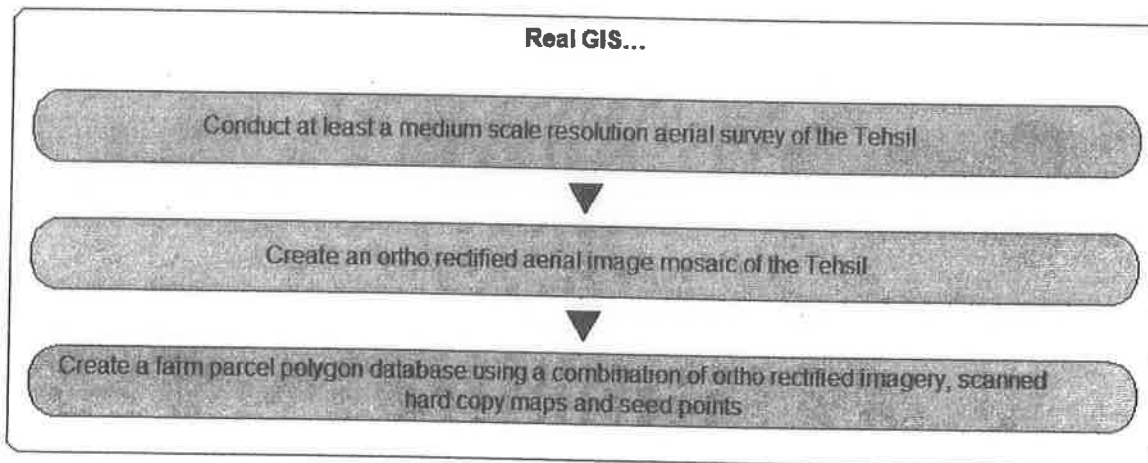 Real GIS...
Conduct at least a medium scale resolution aerial survey of the Tehsil
Create an ortho rectified aerial image mosaic of the Tehsil
Create a farm parcel polygon database using a combination of ortho rectified imagery, scanned
hard copy maps and seed points